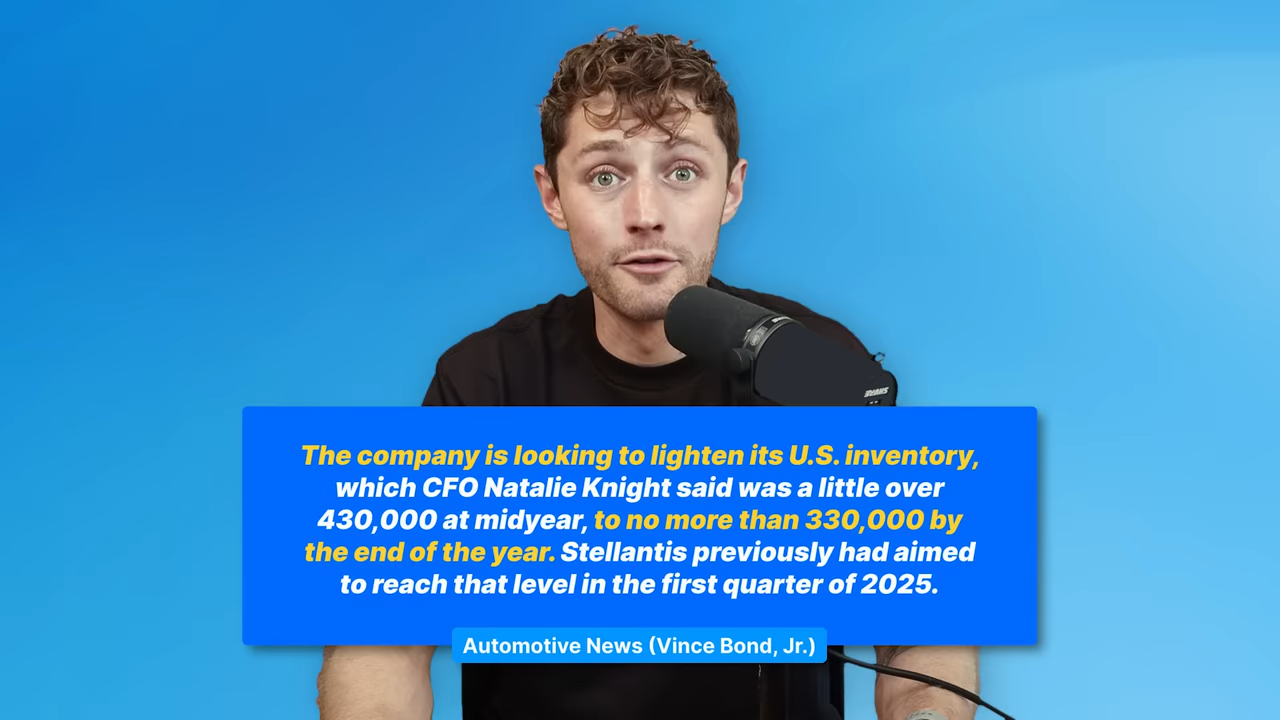 The company is looking to lighten its U.S. inventory,
which CFO Natalie Knight said was a little over
430,000 at midyear, to no more than 330,000 by
the end of the year. Stellantis previously had aimed
to reach that level in the first quarter of 2025.
Automotive News (Vince Bond, Jr.)